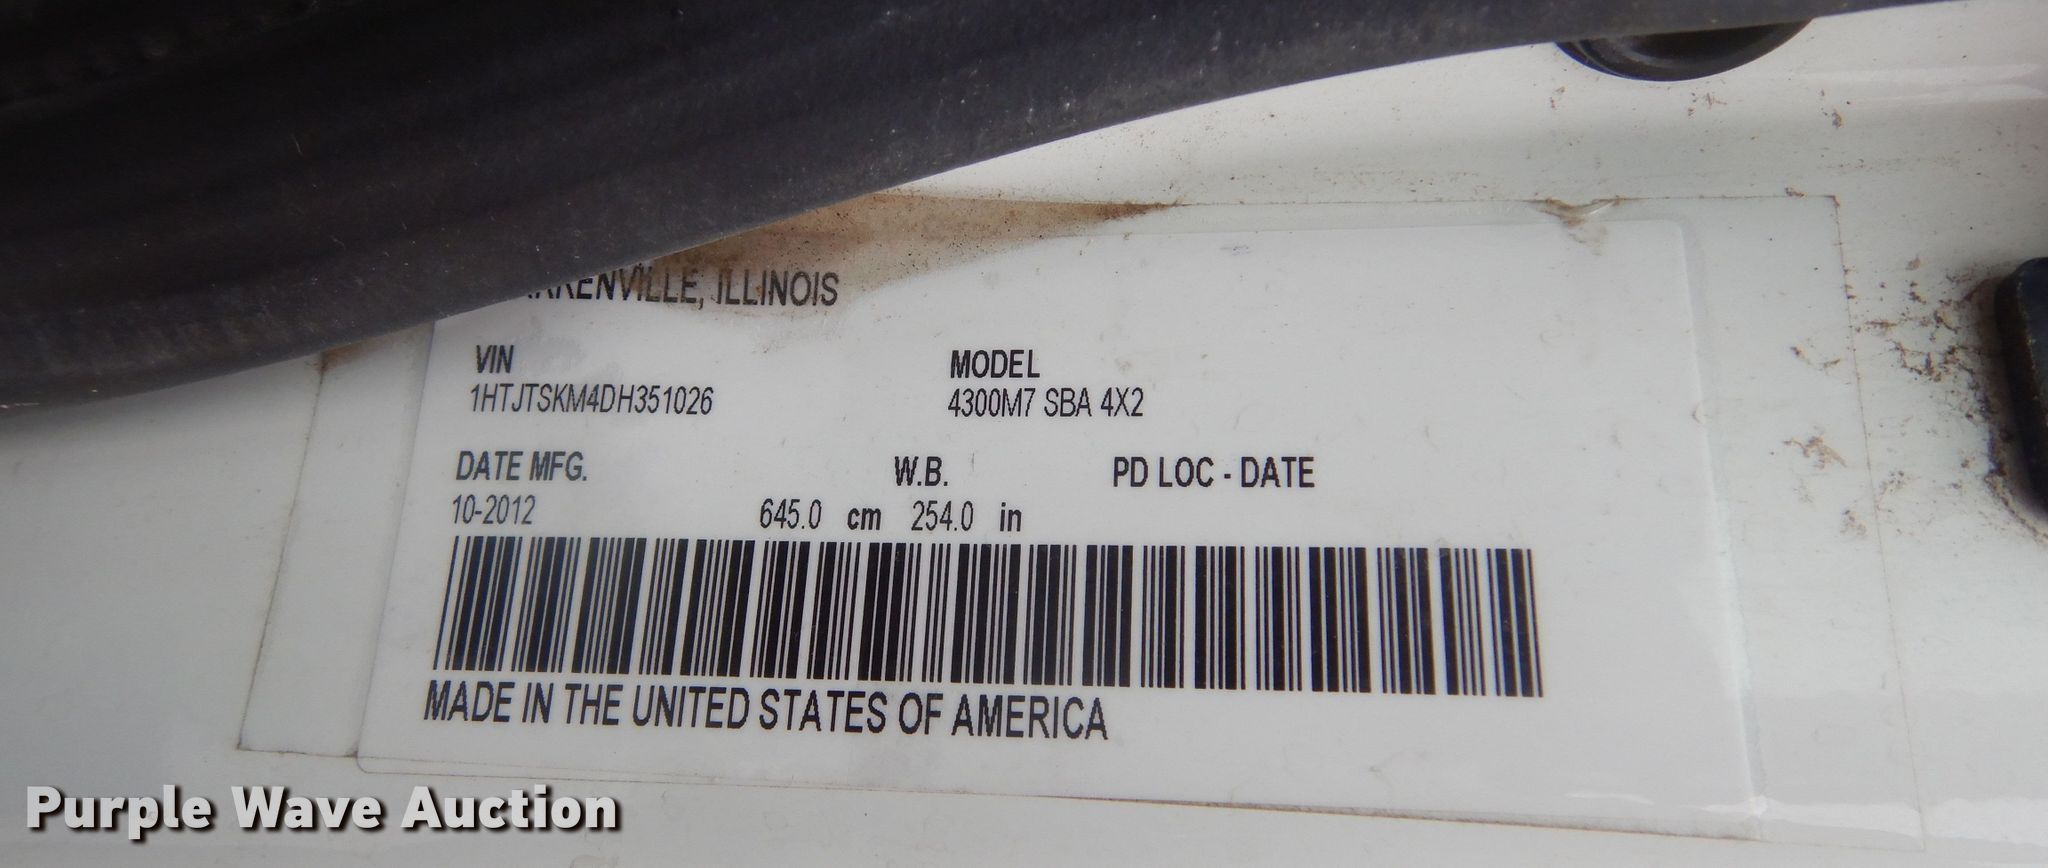 ILLINOIS
VIN MODEL
1HTJTSKM4DH351026 4300M7 SBA 4X2
DATE MFG. W.B. PD LOC - DATE
10-2012 645.0 cm 254.0 in
MADE IN THE UNITED STATES OF AMERICA
Purple Wave Auction